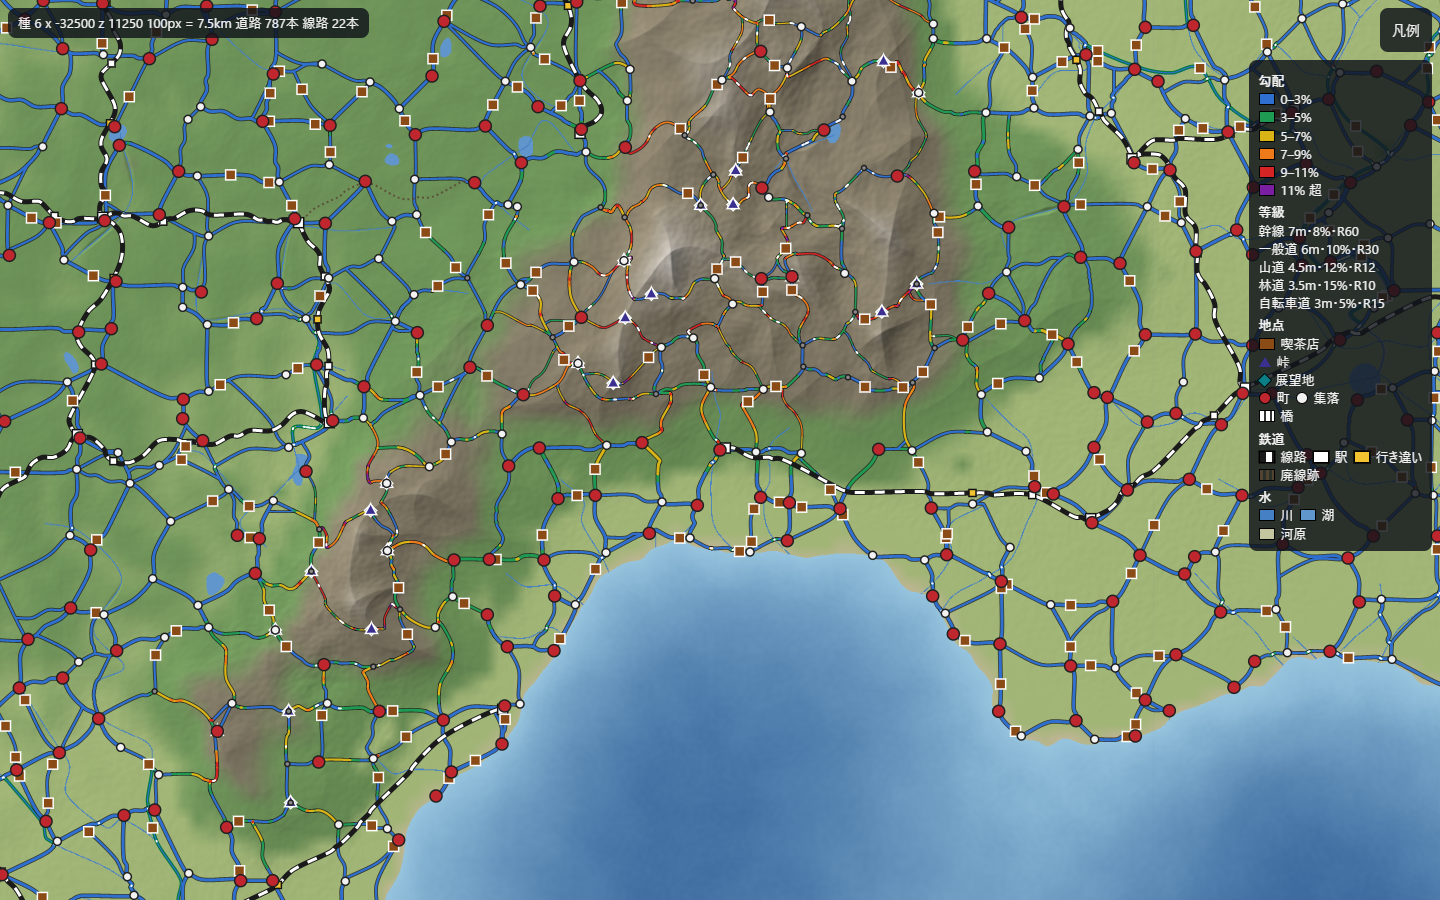 種 6 x -32500 z 11250 100px = 7.5km 道路 787本 線路 22本
凡例
勾配
0–3%
3–5%
5–7%
7–9%
9–11%
11% 超
等級
幹線 7m･8%･R60
一般道 6m･10%･R30
山道 4.5m･12%･R12
林道 3.5m･15%･R10
自転車道 3m･5%･R15
地点
喫茶店
峠
展望地
町 集落
橋
鉄道
線路 駅 行き違い
廃線跡
水
川 湖
河原